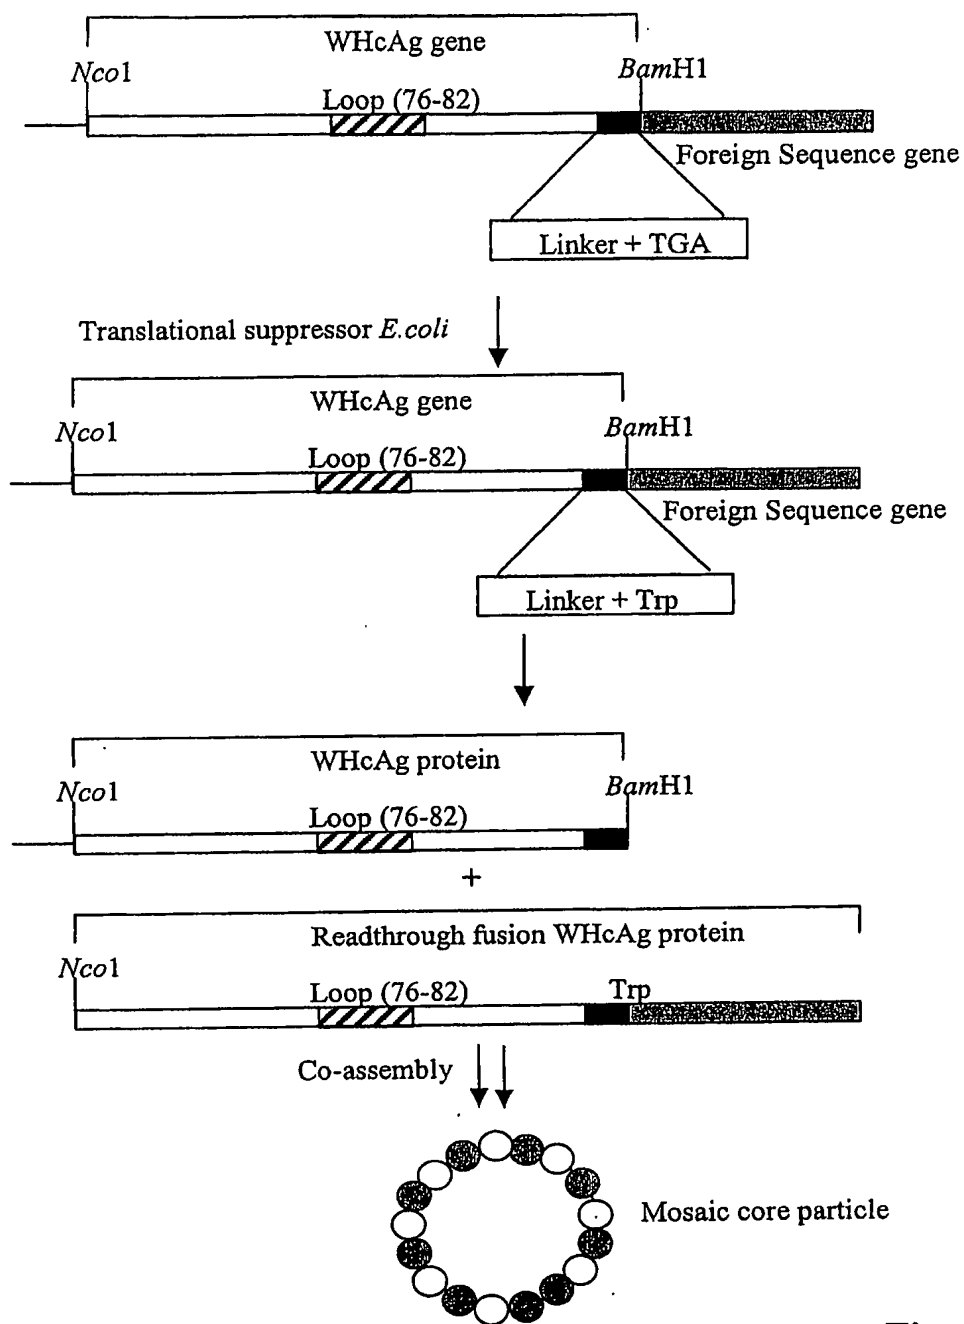 WHcAg gene
Nco1
BamH1
Loop (76-82)
Foreign Sequence gene
Linker + TGA
Translational suppressor E.coli
WHcAg gene
Nco1
BamH1
Loop (76-82)
Foreign Sequence gene
Linker + Trp
WHcAg protein
Nco1
BamH1
Loop (76-82)
+
Readthrough fusion WHcAg protein
Nco1
Loop (76-82)
Trp
Co-assembly
Mosaic core particle